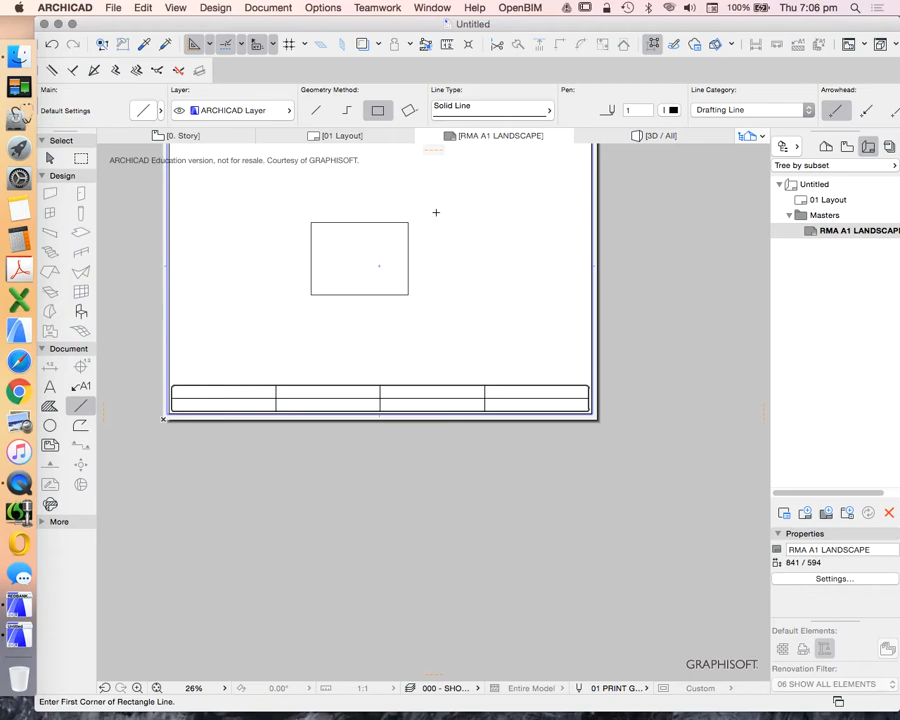 ARCHICAD File Edit View Design Document Options Teamwork Window Help OpenBIM 100% Thu 7:06 pm
Untitled
Main:
Layer:
Geometry Method:
Line Type:
Pen:
Line Category:
Arrowhead:
Default Settings
ARCHICAD Layer
Solid Line
1
Drafting Line
[0. Story]
[01 Layout]
[RMA A1 LANDSCAPE]
[3D / All]
Select
ARCHICAD Education version, not for resale. Courtesy of GRAPHISOFT.
Tree by subset
Design
Untitled
01 Layout
Masters
RMA A1 LANDSCAPE
Document
A
A1
More
Properties
RMA A1 LANDSCAPE
841 / 594
Settings...
Default Elements:
GRAPHISOFT.
Renovation Filter:
26%
0.00°
1:1
000 - SHO...
Entire Model
01 PRINT G...
Custom
06 SHOW ALL ELEMENTS
Enter First Corner of Rectangle Line.